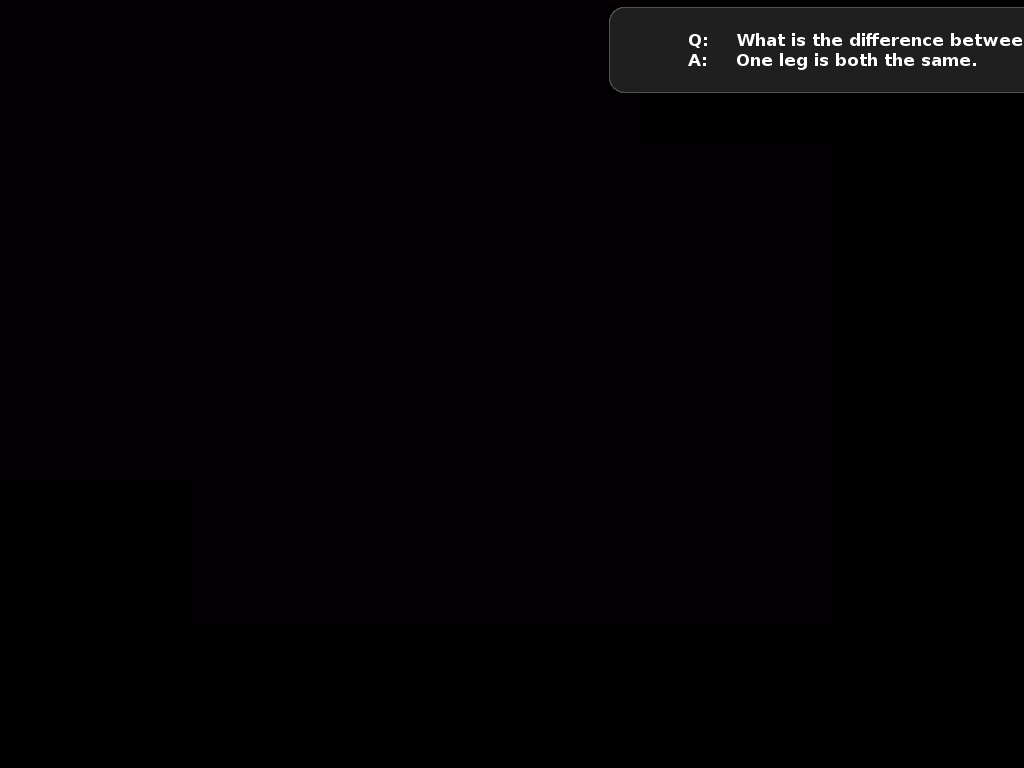 Q: What is the difference betwee
A: One leg is both the same.